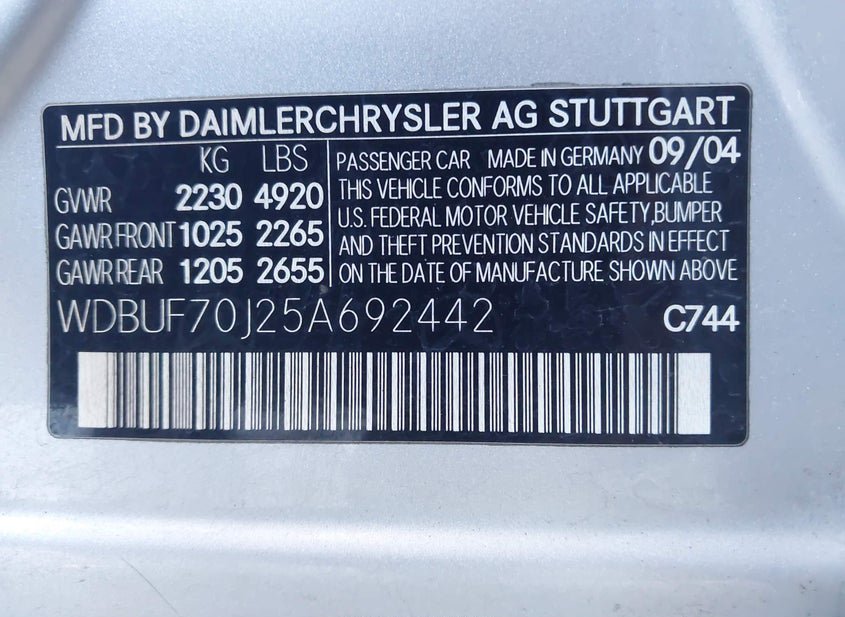 MFD BY DAIMLERCHRYSLER AG STUTTGART
KG LBS
GVWR 2230 4920
GAWR FRONT 1025 2265
GAWR REAR 1205 2655
PASSENGER CAR MADE IN GERMANY 09/04
THIS VEHICLE CONFORMS TO ALL APPLICABLE
U.S. FEDERAL MOTOR VEHICLE SAFETY,BUMPER
AND THEFT PREVENTION STANDARDS IN EFFECT
ON THE DATE OF MANUFACTURE SHOWN ABOVE
WDBUF70J25A692442 C744